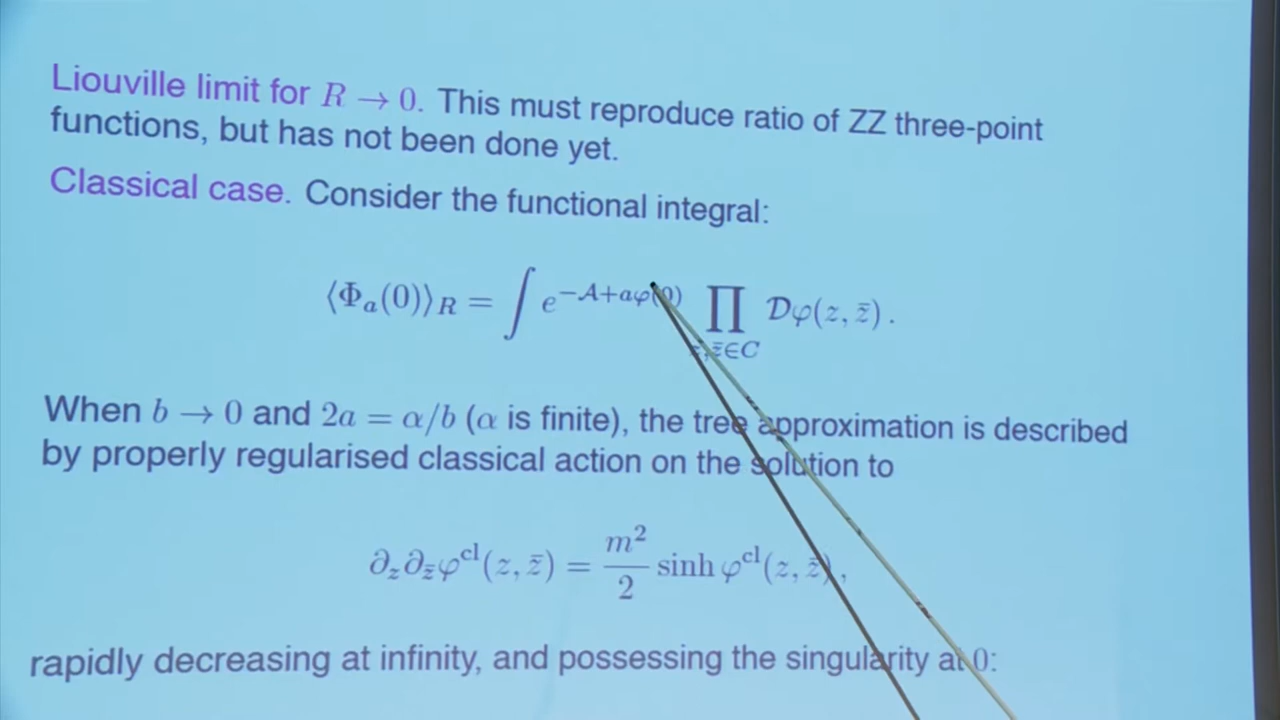 Liouville limit for R → 0. This must reproduce ratio of ZZ three-point
functions, but has not been done yet.
Classical case. Consider the functional integral:
⟨Φ_a(0)⟩_R = ∫ e^{−A+aφ(0)} ∏_{z,z̄∈C} 𝒟φ(z, z̄).
When b → 0 and 2a = α/b (α is finite), the tree approximation is described
by properly regularised classical action on the solution to
∂_z ∂_z̄ φ^cl(z, z̄) = m²/2 sinh φ^cl(z, z̄),
rapidly decreasing at infinity, and possessing the singularity at 0: